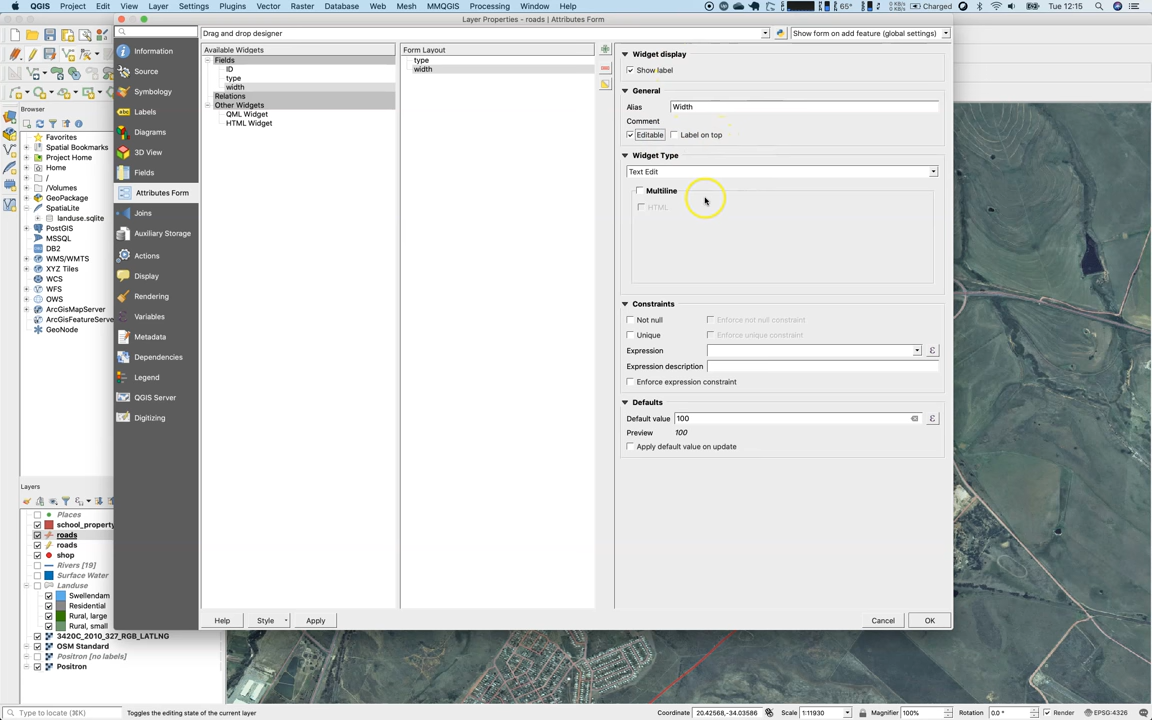 QGIS Project Edit View Layer Settings Plugins Vector Raster Database Web Mesh MMQGIS Processing Window Help 65° Charged Tue 12:15
Layer Properties - roads | Attributes Form
Drag and drop designer
Show form on add feature (global settings)
Information
Source
Symbology
Labels
Diagrams
3D View
Fields
Attributes Form
Joins
Auxiliary Storage
Actions
Display
Rendering
Variables
Metadata
Dependencies
Legend
QGIS Server
Digitizing
Available Widgets
Fields
ID
type
width
Relations
Other Widgets
QML Widget
HTML Widget
Form Layout
type
width
Widget display
Show label
General
Alias Width
Comment
Editable Label on top
Widget Type
Text Edit
Multiline
HTML
Constraints
Not null Enforce not null constraint
Unique Enforce unique constraint
Expression
Expression description
Enforce expression constraint
Defaults
Default value 100
Preview 100
Apply default value on update
Help Style Apply Cancel OK
Browser
Favorites
Spatial Bookmarks
Project Home
Home
/
/Volumes
GeoPackage
SpatiaLite
landuse.sqlite
PostGIS
MSSQL
DB2
WMS/WMTS
XYZ Tiles
WCS
WFS
OWS
ArcGisMapServer
ArcGisFeatureServe
GeoNode
Layers
Places
school_property
roads
roads
shop
Rivers [19]
Surface Water
Landuse
Swellendam
Residential
Rural, large
Rural, small
3420C_2010_327_RGB_LATLNG
OSM Standard
Positron [no labels]
Positron
Type to locate (⌘K) Toggles the editing state of the current layer Coordinate 20.42568,-34.03586 Scale 1:11930 Magnifier 100% Rotation 0.0 ° Render EPSG:4326